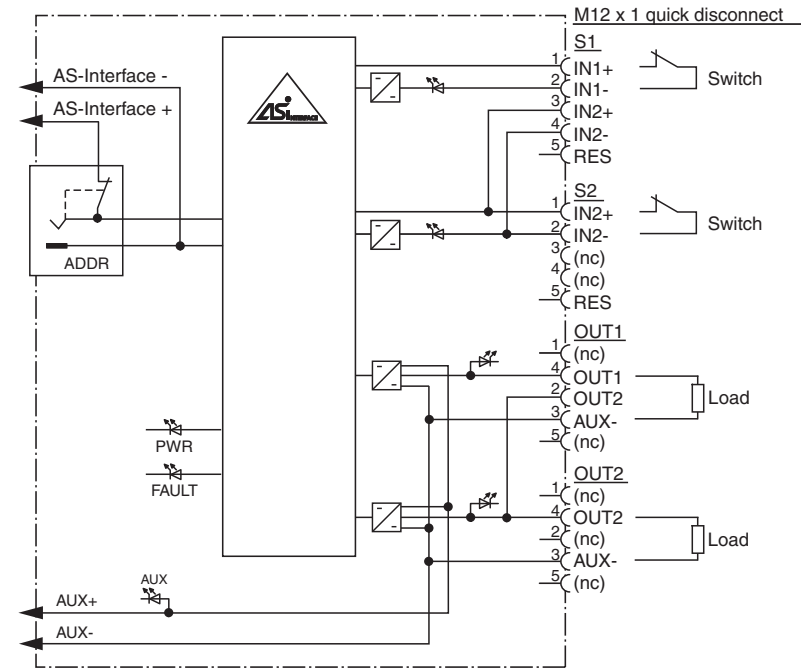 M12 x 1 quick disconnect
AS-Interface -
AS-Interface +
ADDR
ASi INTERFACE
S1
1 IN1+
2 IN1-
3 IN2+
4 IN2-
5 RES
Switch
S2
1 IN2+
2 IN2-
3 (nc)
4 (nc)
5 RES
Switch
OUT1
1 (nc)
4 OUT1
2 OUT2
3 AUX-
5 (nc)
Load
PWR
FAULT
OUT2
1 (nc)
4 OUT2
2 (nc)
3 AUX-
5 (nc)
Load
AUX
AUX+
AUX-